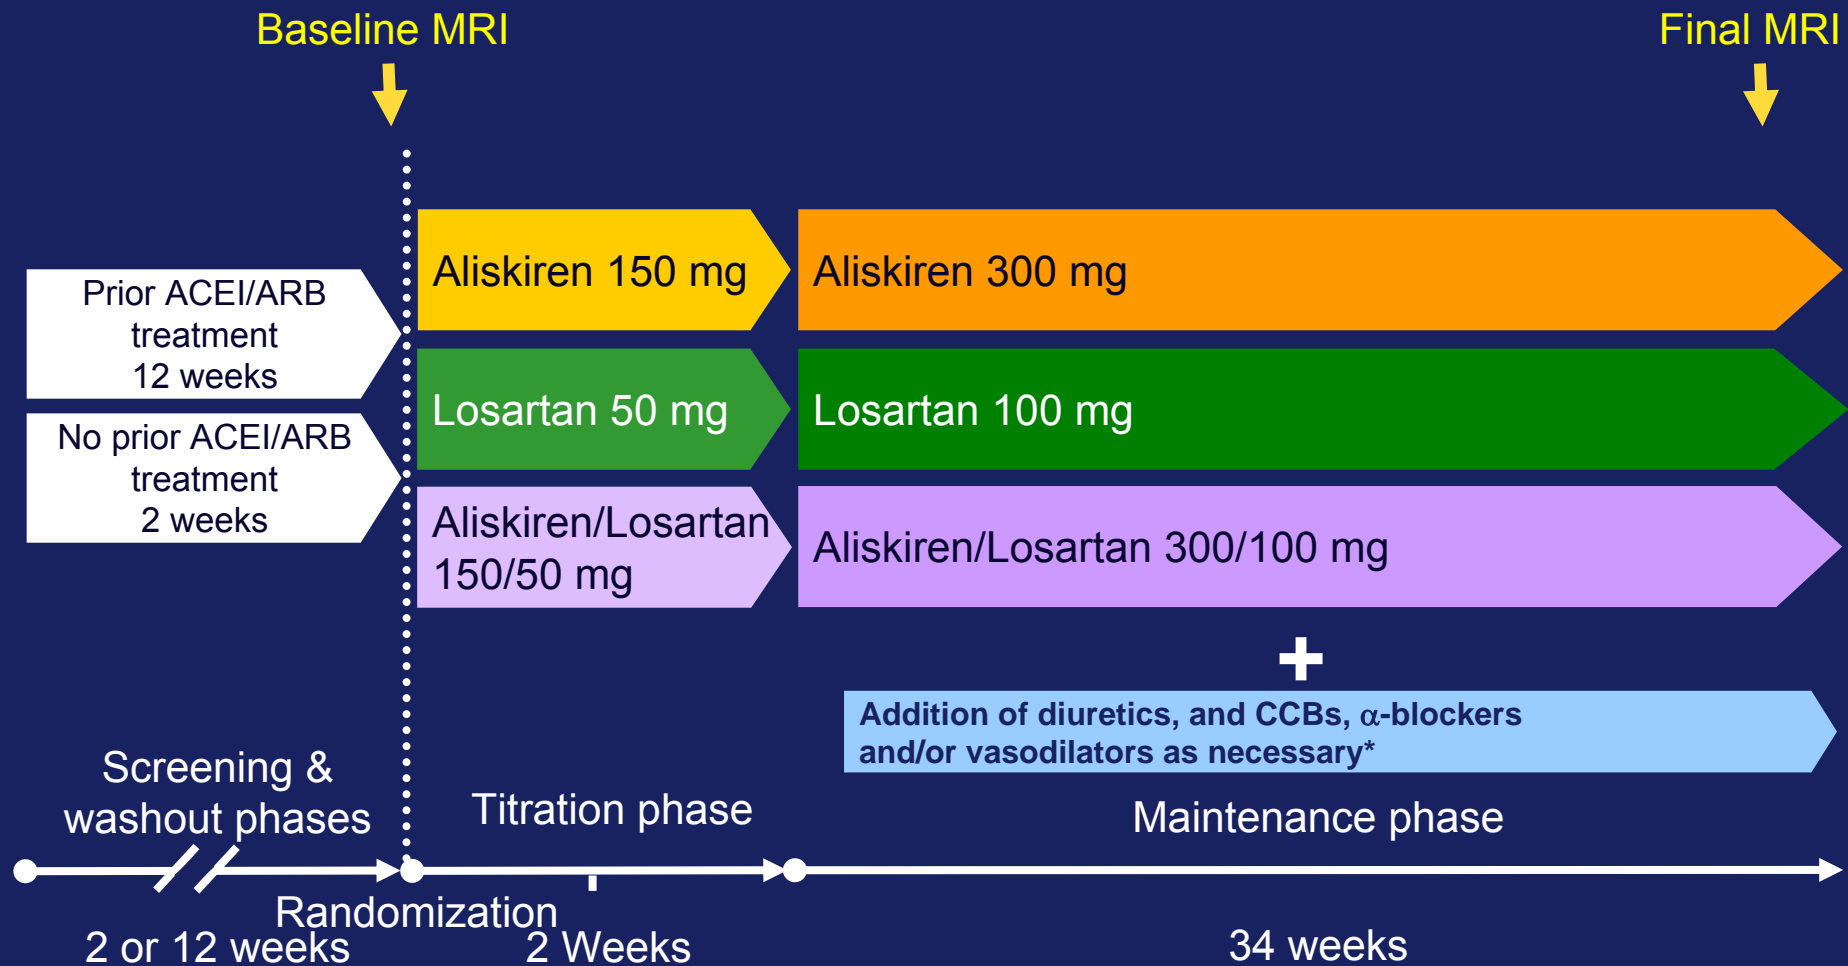 Baseline MRI
Final MRI
Prior ACEI/ARB
treatment
12 weeks
No prior ACEI/ARB
treatment
2 weeks
Aliskiren 150 mg
Aliskiren 300 mg
Losartan 50 mg
Losartan 100 mg
Aliskiren/Losartan
150/50 mg
Aliskiren/Losartan 300/100 mg
+
Addition of diuretics, and CCBs, α-blockers
and/or vasodilators as necessary*
Screening &
washout phases
Titration phase
Maintenance phase
Randomization
2 or 12 weeks
2 Weeks
34 weeks